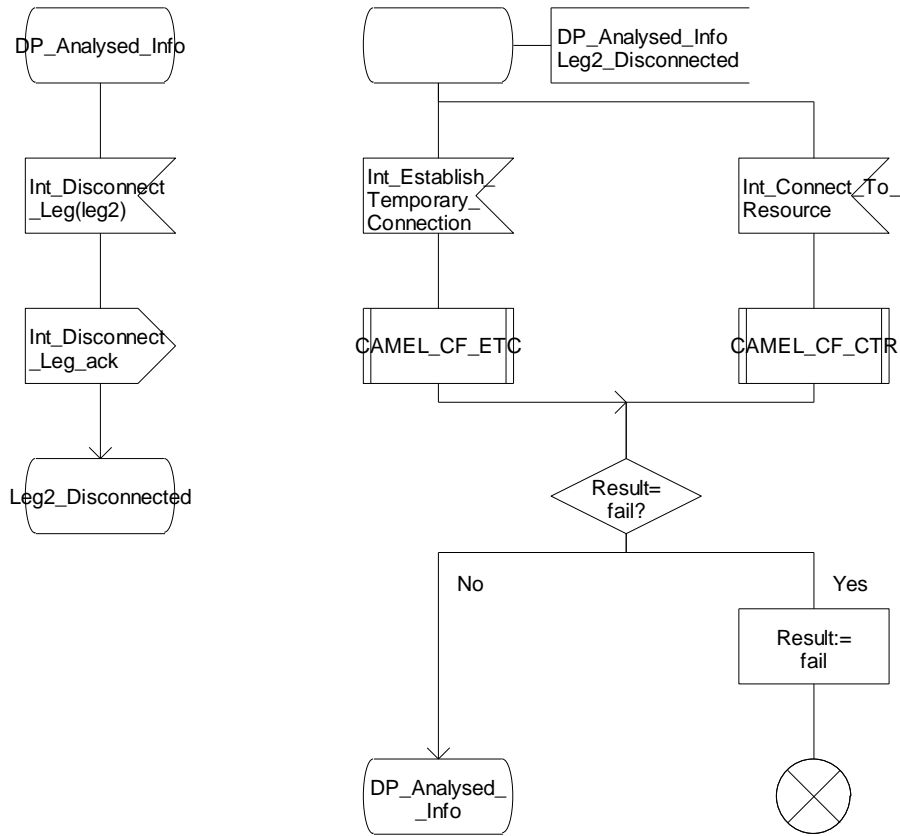 DP_Analysed_Info
Int_Disconnect
_Leg(leg2)
Int_Disconnect
_Leg_ack
Leg2_Disconnected
DP_Analysed_Info
Leg2_Disconnected
Int_Establish_
Temporary_
Connection
Int_Connect_To_
Resource
CAMEL_CF_ETC
CAMEL_CF_CTR
Result=
fail?
No
Yes
Result:=
fail
DP_Analysed_
_Info